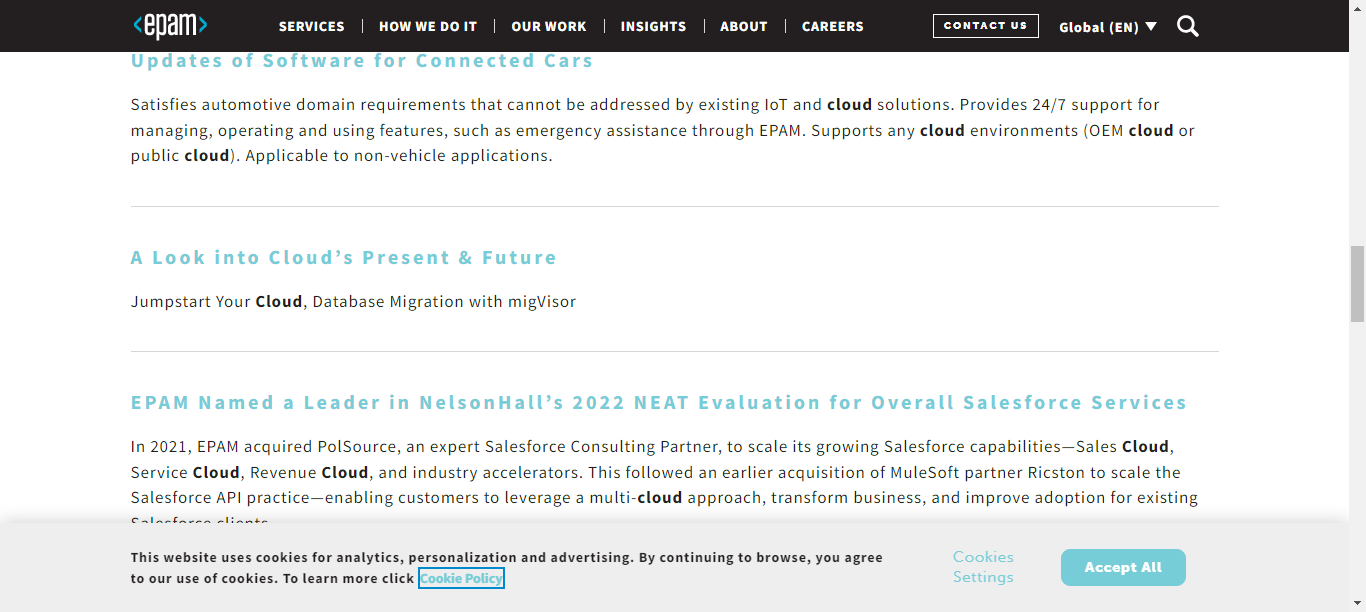 <epam>
SERVICES | HOW WE DO IT | OUR WORK | INSIGHTS | ABOUT | CAREERS
CONTACT US
Global (EN) ▼
Updates of Software for Connected Cars
Satisfies automotive domain requirements that cannot be addressed by existing IoT and cloud solutions. Provides 24/7 support for
managing, operating and using features, such as emergency assistance through EPAM. Supports any cloud environments (OEM cloud or
public cloud). Applicable to non-vehicle applications.
A Look into Cloud’s Present & Future
Jumpstart Your Cloud, Database Migration with migVisor
EPAM Named a Leader in NelsonHall’s 2022 NEAT Evaluation for Overall Salesforce Services
In 2021, EPAM acquired PolSource, an expert Salesforce Consulting Partner, to scale its growing Salesforce capabilities—Sales Cloud,
Service Cloud, Revenue Cloud, and industry accelerators. This followed an earlier acquisition of MuleSoft partner Ricston to scale the
Salesforce API practice—enabling customers to leverage a multi-cloud approach, transform business, and improve adoption for existing
Salesforce clients.
This website uses cookies for analytics, personalization and advertising. By continuing to browse, you agree
to our use of cookies. To learn more click Cookie Policy
Cookies
Settings
Accept All